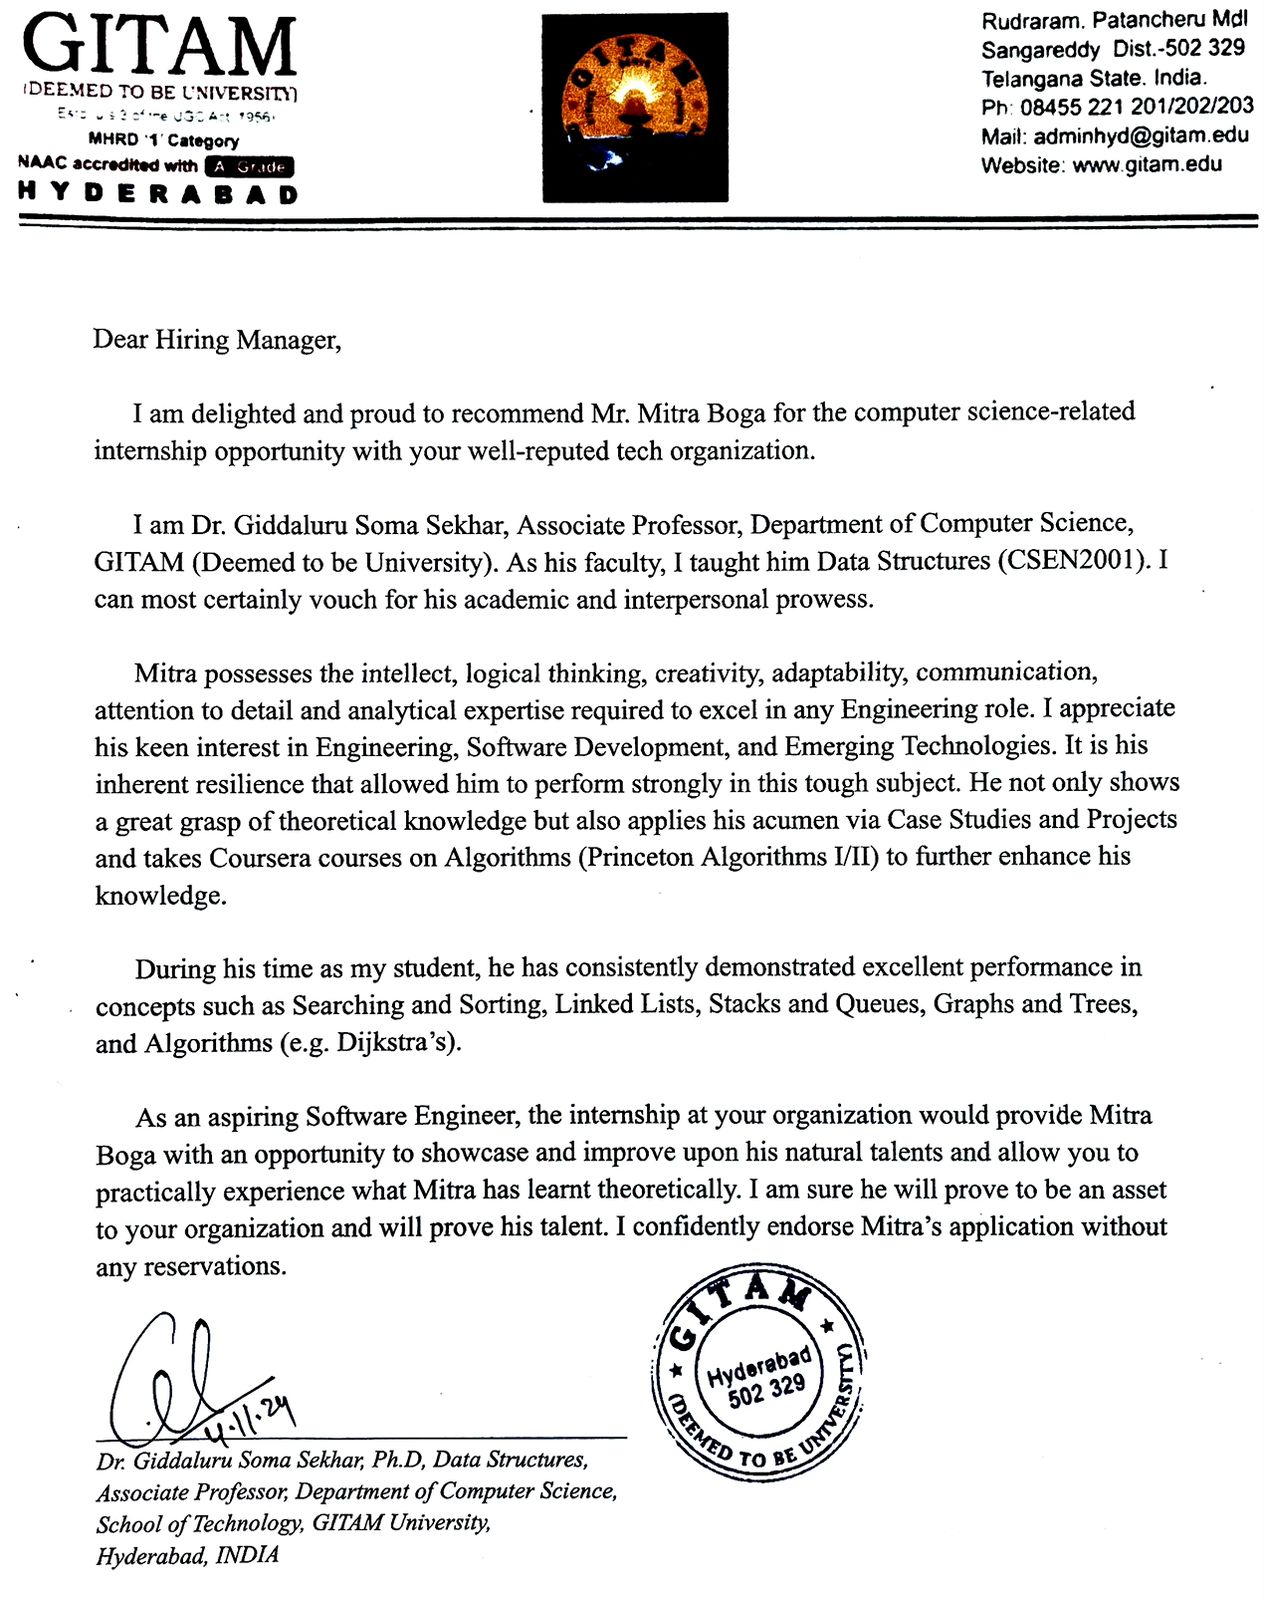 GITAM
(DEEMED TO BE UNIVERSITY)
MHRD '1' Category
NAAC accredited with A Grade
HYDERABAD
GITAM
Rudraram. Patancheru Mdl
Sangareddy Dist.-502 329
Telangana State. India.
Ph: 08455 221 201/202/203
Mail: adminhyd@gitam.edu
Website: www.gitam.edu
Dear Hiring Manager,
I am delighted and proud to recommend Mr. Mitra Boga for the computer science-related
internship opportunity with your well-reputed tech organization.
I am Dr. Giddaluru Soma Sekhar, Associate Professor, Department of Computer Science,
GITAM (Deemed to be University). As his faculty, I taught him Data Structures (CSEN2001). I
can most certainly vouch for his academic and interpersonal prowess.
Mitra possesses the intellect, logical thinking, creativity, adaptability, communication,
attention to detail and analytical expertise required to excel in any Engineering role. I appreciate
his keen interest in Engineering, Software Development, and Emerging Technologies. It is his
inherent resilience that allowed him to perform strongly in this tough subject. He not only shows
a great grasp of theoretical knowledge but also applies his acumen via Case Studies and Projects
and takes Coursera courses on Algorithms (Princeton Algorithms I/II) to further enhance his
knowledge.
During his time as my student, he has consistently demonstrated excellent performance in
concepts such as Searching and Sorting, Linked Lists, Stacks and Queues, Graphs and Trees,
and Algorithms (e.g. Dijkstra's).
As an aspiring Software Engineer, the internship at your organization would provide Mitra
Boga with an opportunity to showcase and improve upon his natural talents and allow you to
practically experience what Mitra has learnt theoretically. I am sure he will prove to be an asset
to your organization and will prove his talent. I confidently endorse Mitra's application without
any reservations.
4.11.24
GITAM
Hyderabad
502 329
(DEEMED TO BE UNIVERSITY)
Dr. Giddaluru Soma Sekhar, Ph.D, Data Structures,
Associate Professor, Department of Computer Science,
School of Technology, GITAM University,
Hyderabad, INDIA